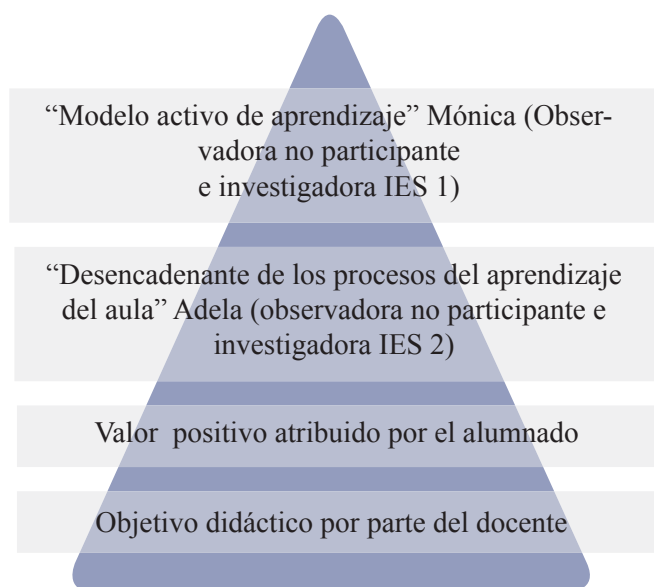 “Modelo activo de aprendizaje” Mónica (Obser-
vadora no participante
e investigadora IES 1)
“Desencadenante de los procesos del aprendizaje
del aula” Adela (observadora no participante e
investigadora IES 2)
Valor positivo atribuido por el alumnado
Objetivo didáctico por parte del docente